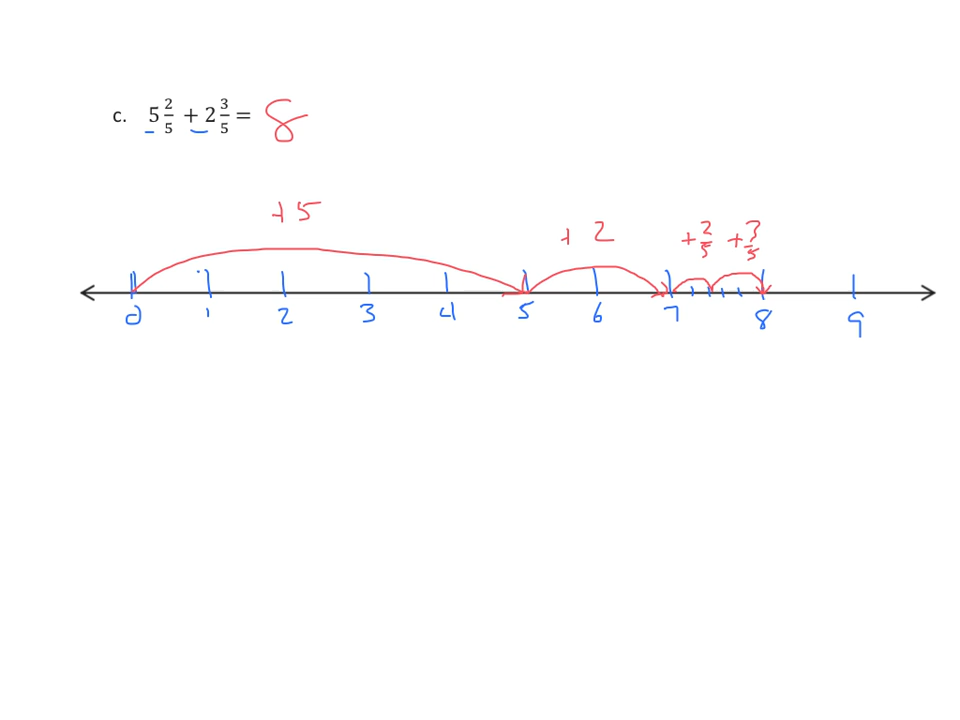 c. 5 2/5 + 2 3/5 = 8
+ 5
+ 2 + 2/5 + 3/5
0 1 2 3 4 5 6 7 8 9